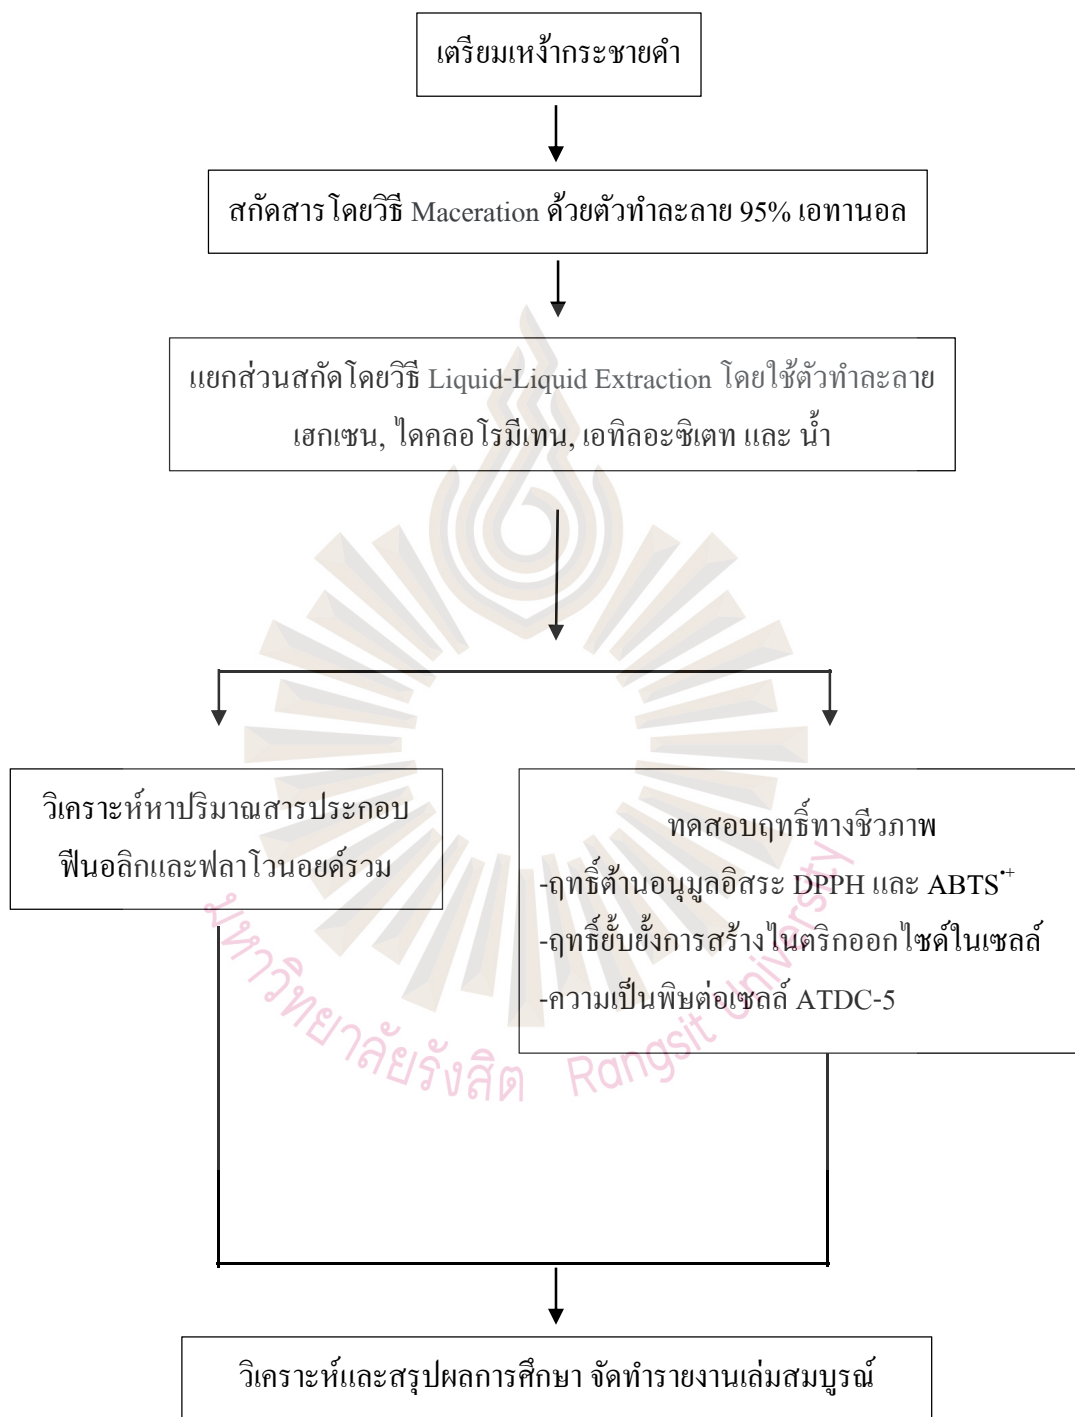 เตรียมเหง้ากระชายดำ
สกัดสารโดยวิธี Maceration ด้วยตัวทำละลาย 95% เอทานอล
แยกส่วนสกัดโดยวิธี Liquid-Liquid Extraction โดยใช้ตัวทำละลาย
เฮกเซน, ไดคลอโรมีเทน, เอทิลอะซิเตท และ น้ำ
วิเคราะห์หาปริมาณสารประกอบ
ฟีนอลิกและฟลาโวนอยด์รวม
ทดสอบฤทธิ์ทางชีวภาพ
-ฤทธิ์ต้านอนุมูลอิสระ DPPH และ ABTS•+
-ฤทธิ์ยั้บยั้งการสร้างไนตริกออกไซด์ในเซลล์
-ความเป็นพิษต่อเซลล์ ATDC-5
มหาวิทยาลัยรังสิต Rangsit University
วิเคราะห์และสรุปผลการศึกษา จัดทำรายงานเล่มสมบูรณ์